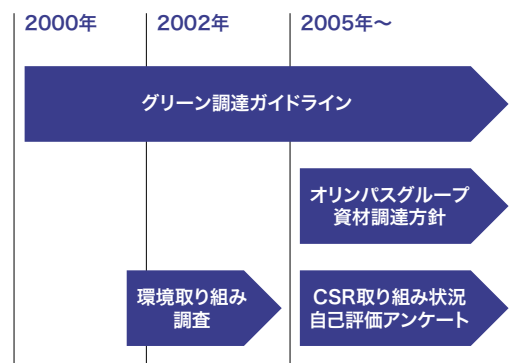 2000年
2002年
2005年～
グリーン調達ガイドライン
オリンパスグループ
資材調達方針
環境取り組み
調査
CSR取り組み状況
自己評価アンケート